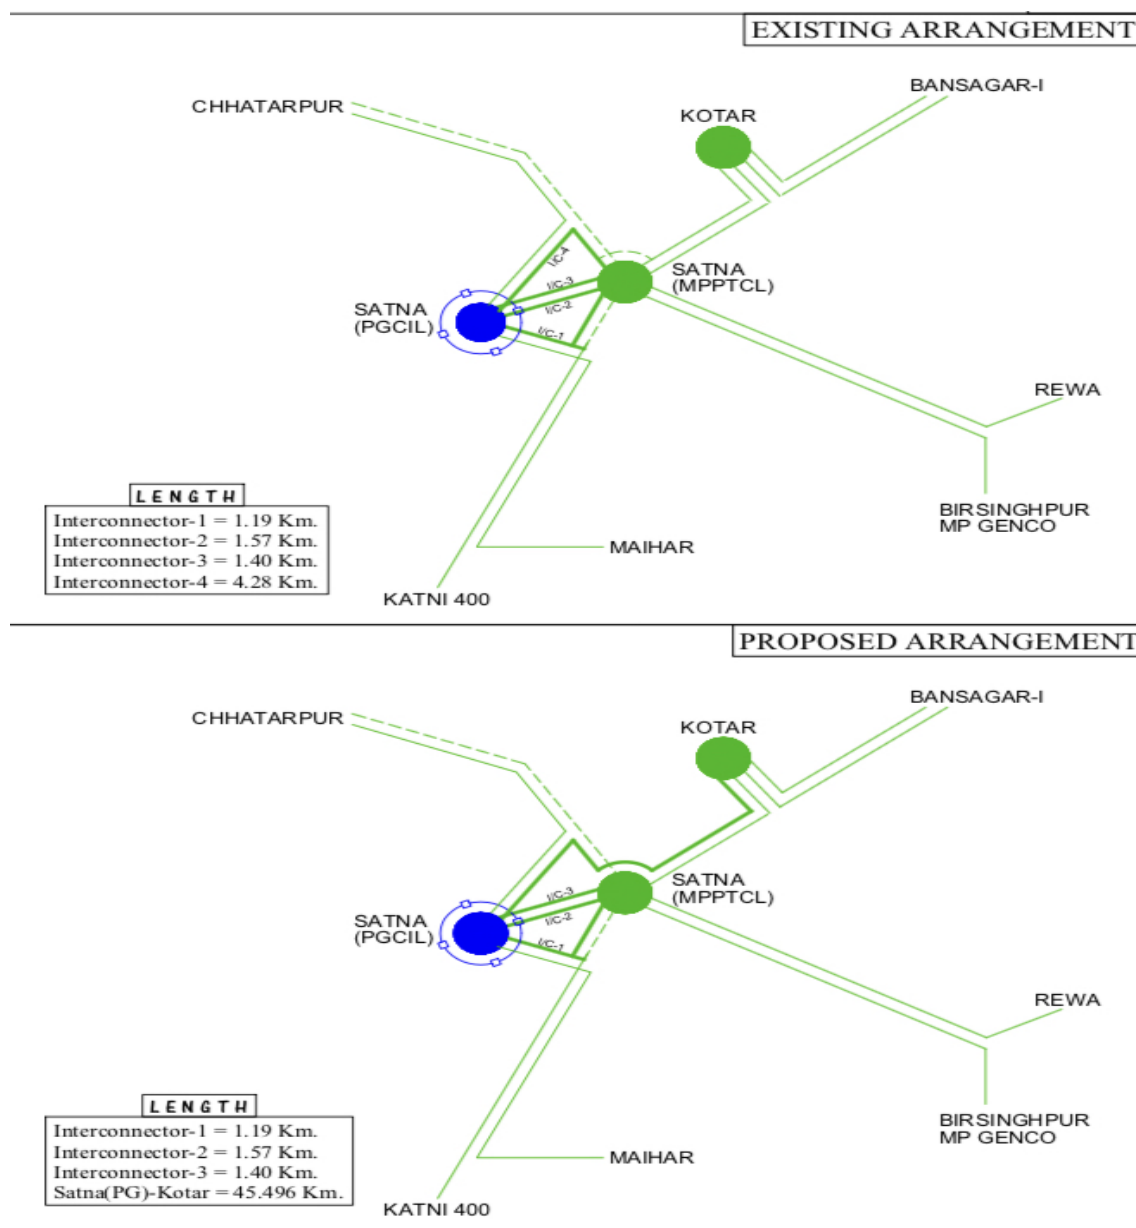 EXISTING ARRANGEMENT
BANSAGAR-I
CHHATARPUR
KOTAR
I/C-4
SATNA
(MPPTCL)
I/C-3
I/C-2
SATNA
(PGCIL)
I/C-1
REWA
LENGTH
Interconnector-1 = 1.19 Km.
Interconnector-2 = 1.57 Km.
Interconnector-3 = 1.40 Km.
Interconnector-4 = 4.28 Km.
BIRSINGHPUR
MP GENCO
MAIHAR
KATNI 400
PROPOSED ARRANGEMENT
BANSAGAR-I
CHHATARPUR
KOTAR
SATNA
(MPPTCL)
I/C-3
I/C-2
SATNA
(PGCIL)
I/C-1
REWA
LENGTH
Interconnector-1 = 1.19 Km.
Interconnector-2 = 1.57 Km.
Interconnector-3 = 1.40 Km.
Satna(PG)-Kotar = 45.496 Km.
BIRSINGHPUR
MP GENCO
MAIHAR
KATNI 400